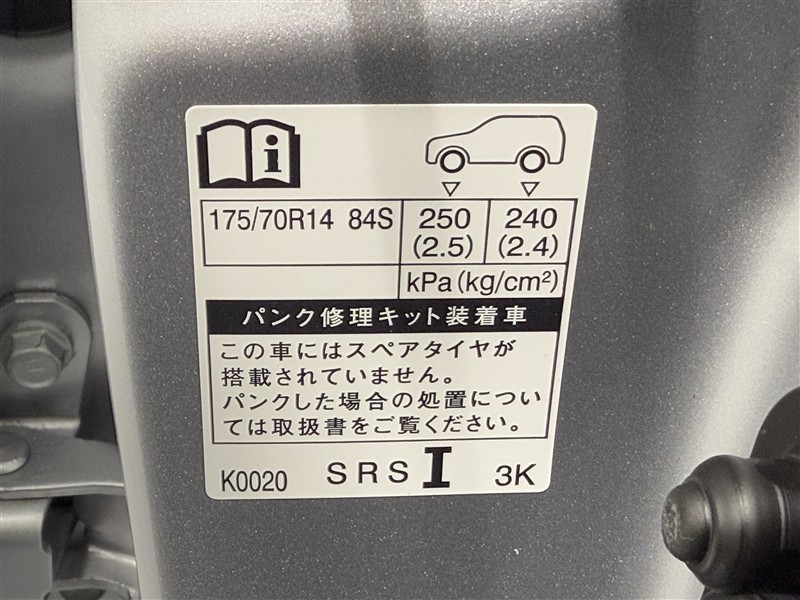 i
175/70R14 84S 250 240
(2.5) (2.4)
kPa(kg/cm²)
パンク修理キット装着車
この車にはスペアタイヤが
搭載されていません。
パンクした場合の処置につい
ては取扱書をご覧ください。
K0020 SRS I 3K